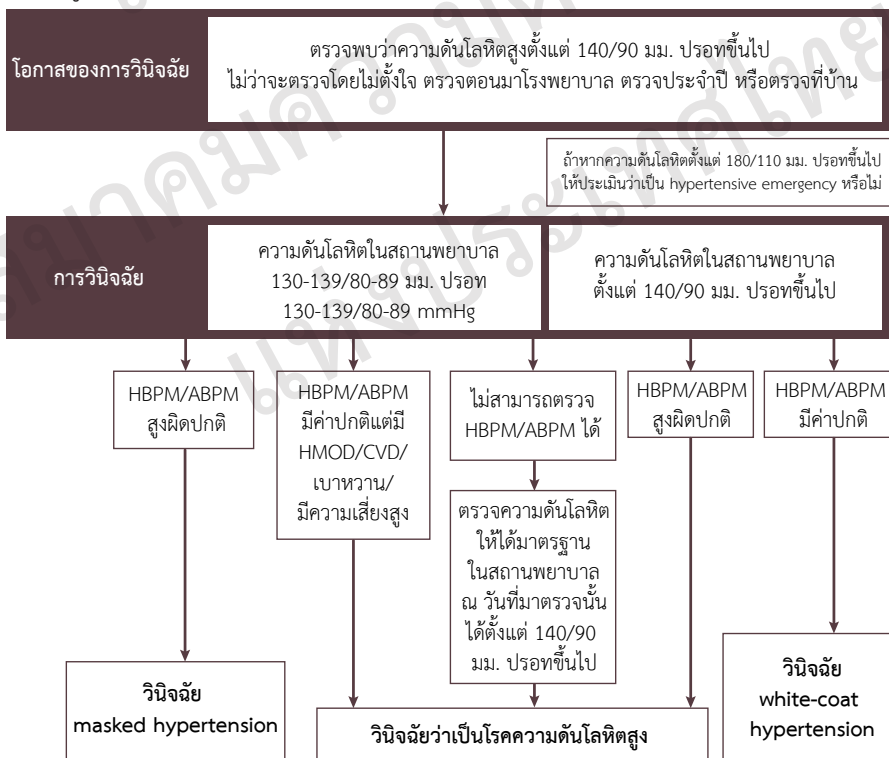 โอกาสของการวินิจฉัย
ตรวจพบว่าความดันโลหิตสูงตั้งแต่ 140/90 มม. ปรอทขึ้นไป
ไม่ว่าจะตรวจโดยไม่ตั้งใจ ตรวจตอนมาโรงพยาบาล ตรวจประจำปี หรือตรวจที่บ้าน
ถ้าหากความดันโลหิตตั้งแต่ 180/110 มม. ปรอทขึ้นไป
ให้ประเมินว่าเป็น hypertensive emergency หรือไม่
การวินิจฉัย
ความดันโลหิตในสถานพยาบาล
130-139/80-89 มม. ปรอท
130-139/80-89 mmHg
ความดันโลหิตในสถานพยาบาล
ตั้งแต่ 140/90 มม. ปรอทขึ้นไป
HBPM/ABPM
สูงผิดปกติ
HBPM/ABPM
มีค่าปกติแต่มี
HMOD/CVD/
เบาหวาน/
มีความเสี่ยงสูง
ไม่สามารถตรวจ
HBPM/ABPM ได้
HBPM/ABPM
สูงผิดปกติ
HBPM/ABPM
มีค่าปกติ
ตรวจความดันโลหิต
ให้ได้มาตรฐาน
ในสถานพยาบาล
ณ วันที่มาตรวจนั้น
ได้ตั้งแต่ 140/90
มม. ปรอทขึ้นไป
วินิจฉัย
masked hypertension
วินิจฉัยว่าเป็นโรคความดันโลหิตสูง
วินิจฉัย
white-coat
hypertension
แห่งประเทศไทย